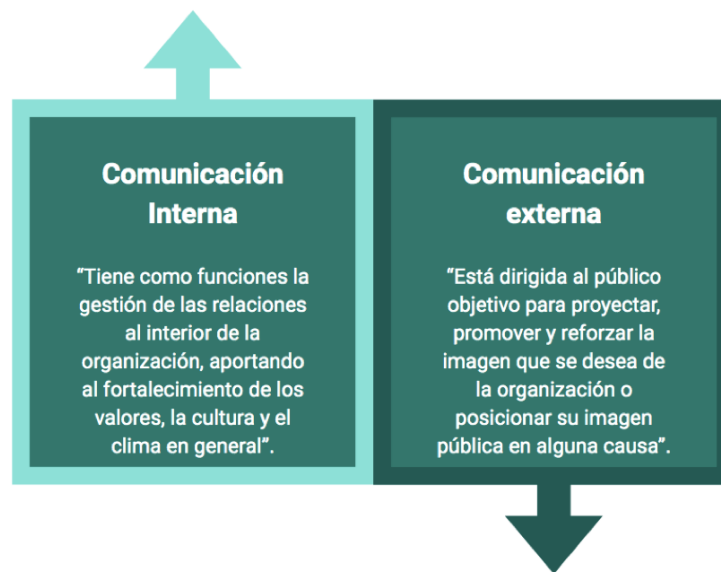 Comunicación
Interna
“Tiene como funciones la
gestión de las relaciones
al interior de la
organización, aportando
al fortalecimiento de los
valores, la cultura y el
clima en general”.
Comunicación
externa
“Está dirigida al público
objetivo para proyectar,
promover y reforzar la
imagen que se desea de
la organización o
posicionar su imagen
pública en alguna causa”.